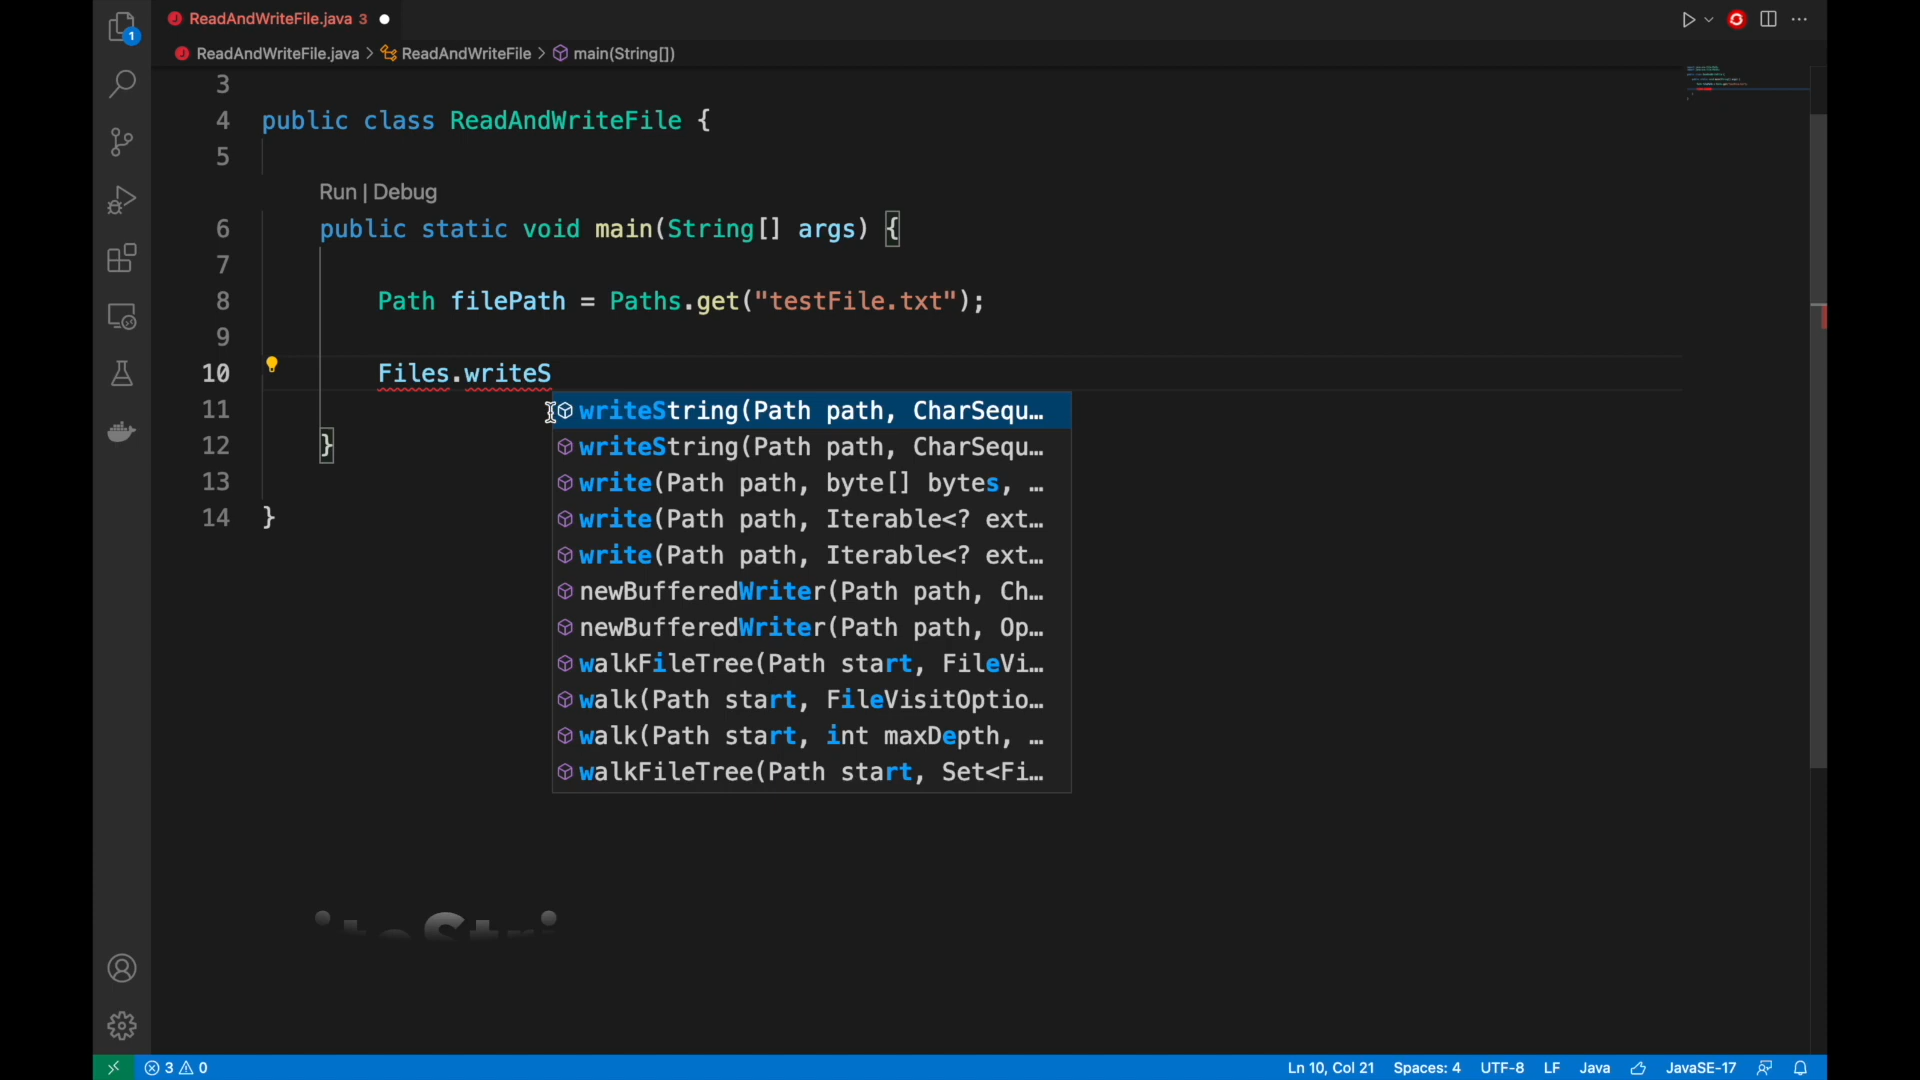 ReadAndWriteFile.java 3
ReadAndWriteFile.java > ReadAndWriteFile > main(String[])
1
3
4 public class ReadAndWriteFile {
5
Run | Debug
6 public static void main(String[] args) {
7
8 Path filePath = Paths.get("testFile.txt");
9
10 Files.writeS
11
12 }
13
14 }
writeString(Path path, CharSequ…
writeString(Path path, CharSequ…
write(Path path, byte[] bytes, …
write(Path path, Iterable<? ext…
write(Path path, Iterable<? ext…
newBufferedWriter(Path path, Ch…
newBufferedWriter(Path path, Op…
walkFileTree(Path start, FileVi…
walk(Path start, FileVisitOptio…
walk(Path start, int maxDepth, …
walkFileTree(Path start, Set<Fi…
3 0 Ln 10, Col 21 Spaces: 4 UTF-8 LF Java JavaSE-17